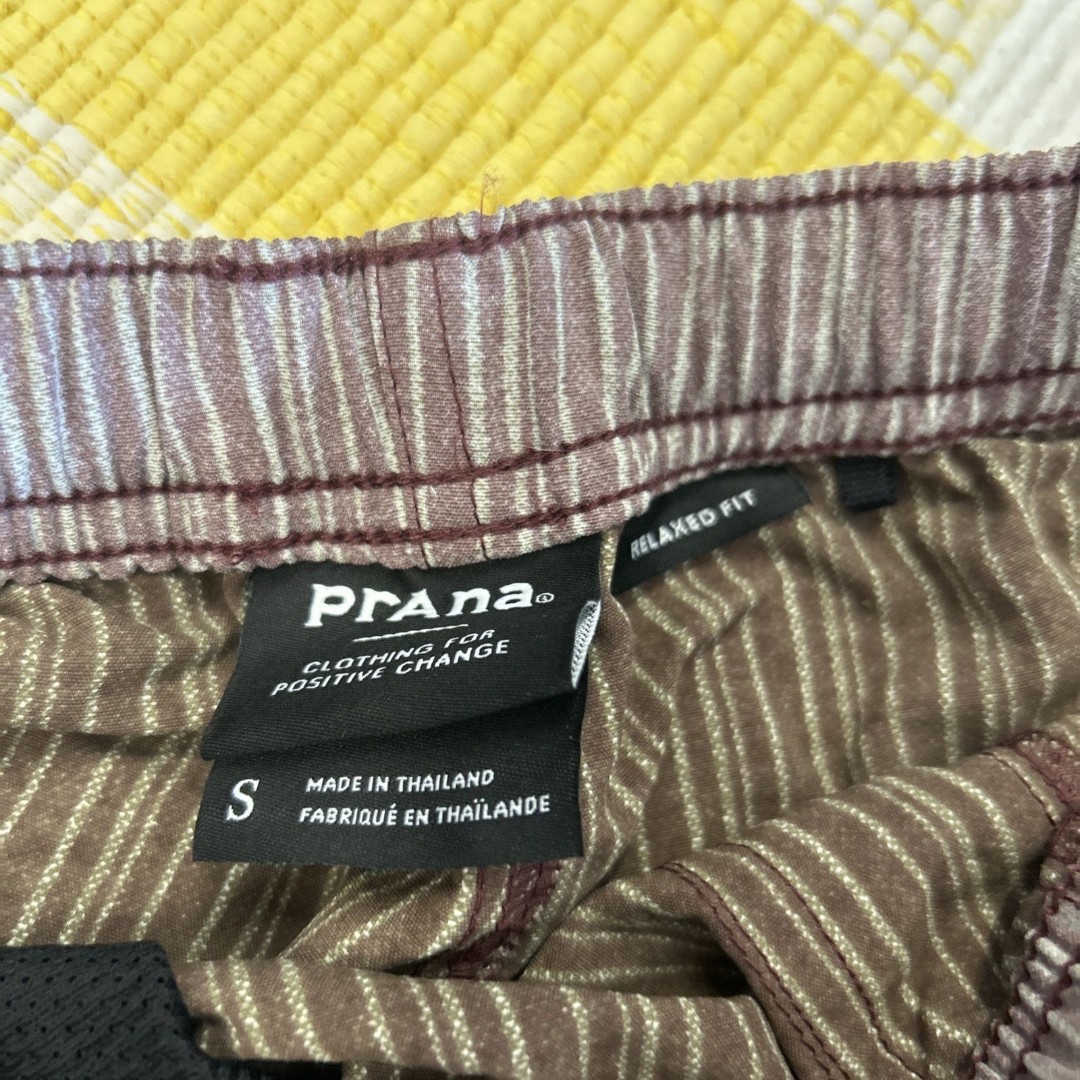 RELAXED FIT
prAna®
CLOTHING FOR
POSITIVE CHANGE
S
MADE IN THAILAND
FABRIQUÉ EN THAÏLANDE